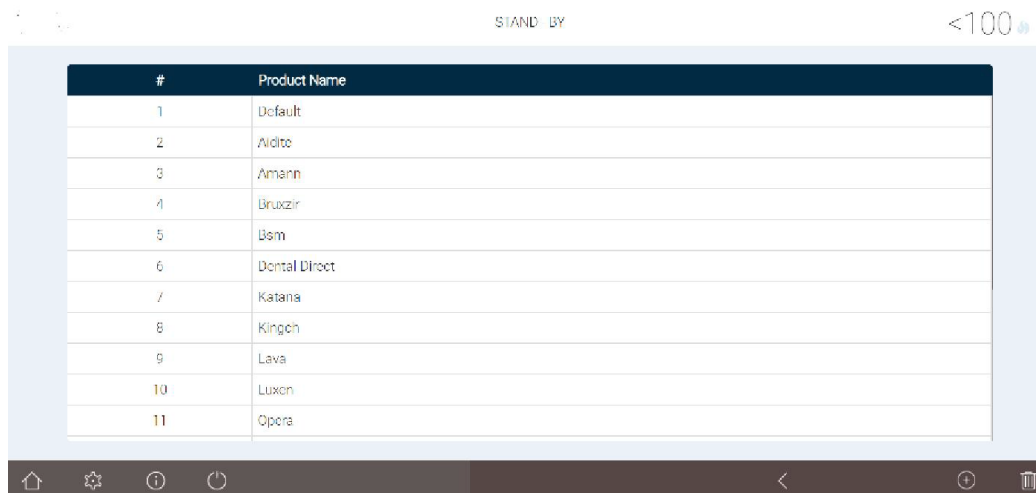 STAND BY
<100
# Product Name
1 Default
2 Aidite
3 Amann
4 Bruxzir
5 Bsm
6 Dental Direct
7 Katana
8 Kingch
9 Lava
10 Luxen
11 Opera